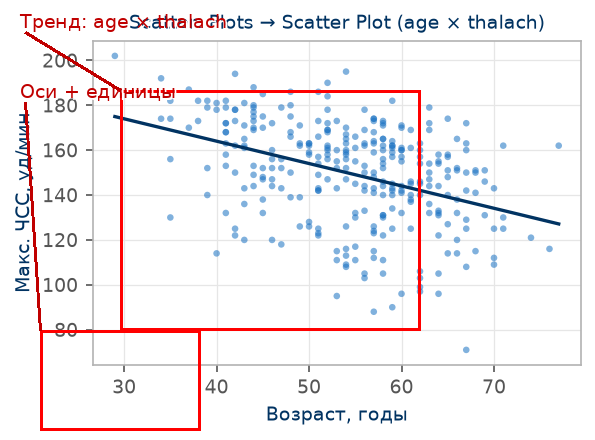 Тренд: age × thalach
Scatter Plots → Scatter Plot (age × thalach)
Оси + единицы
Макс. ЧСС, уд/мин
200
180
160
140
120
100
80
30
40
50
60
70
Возраст, годы